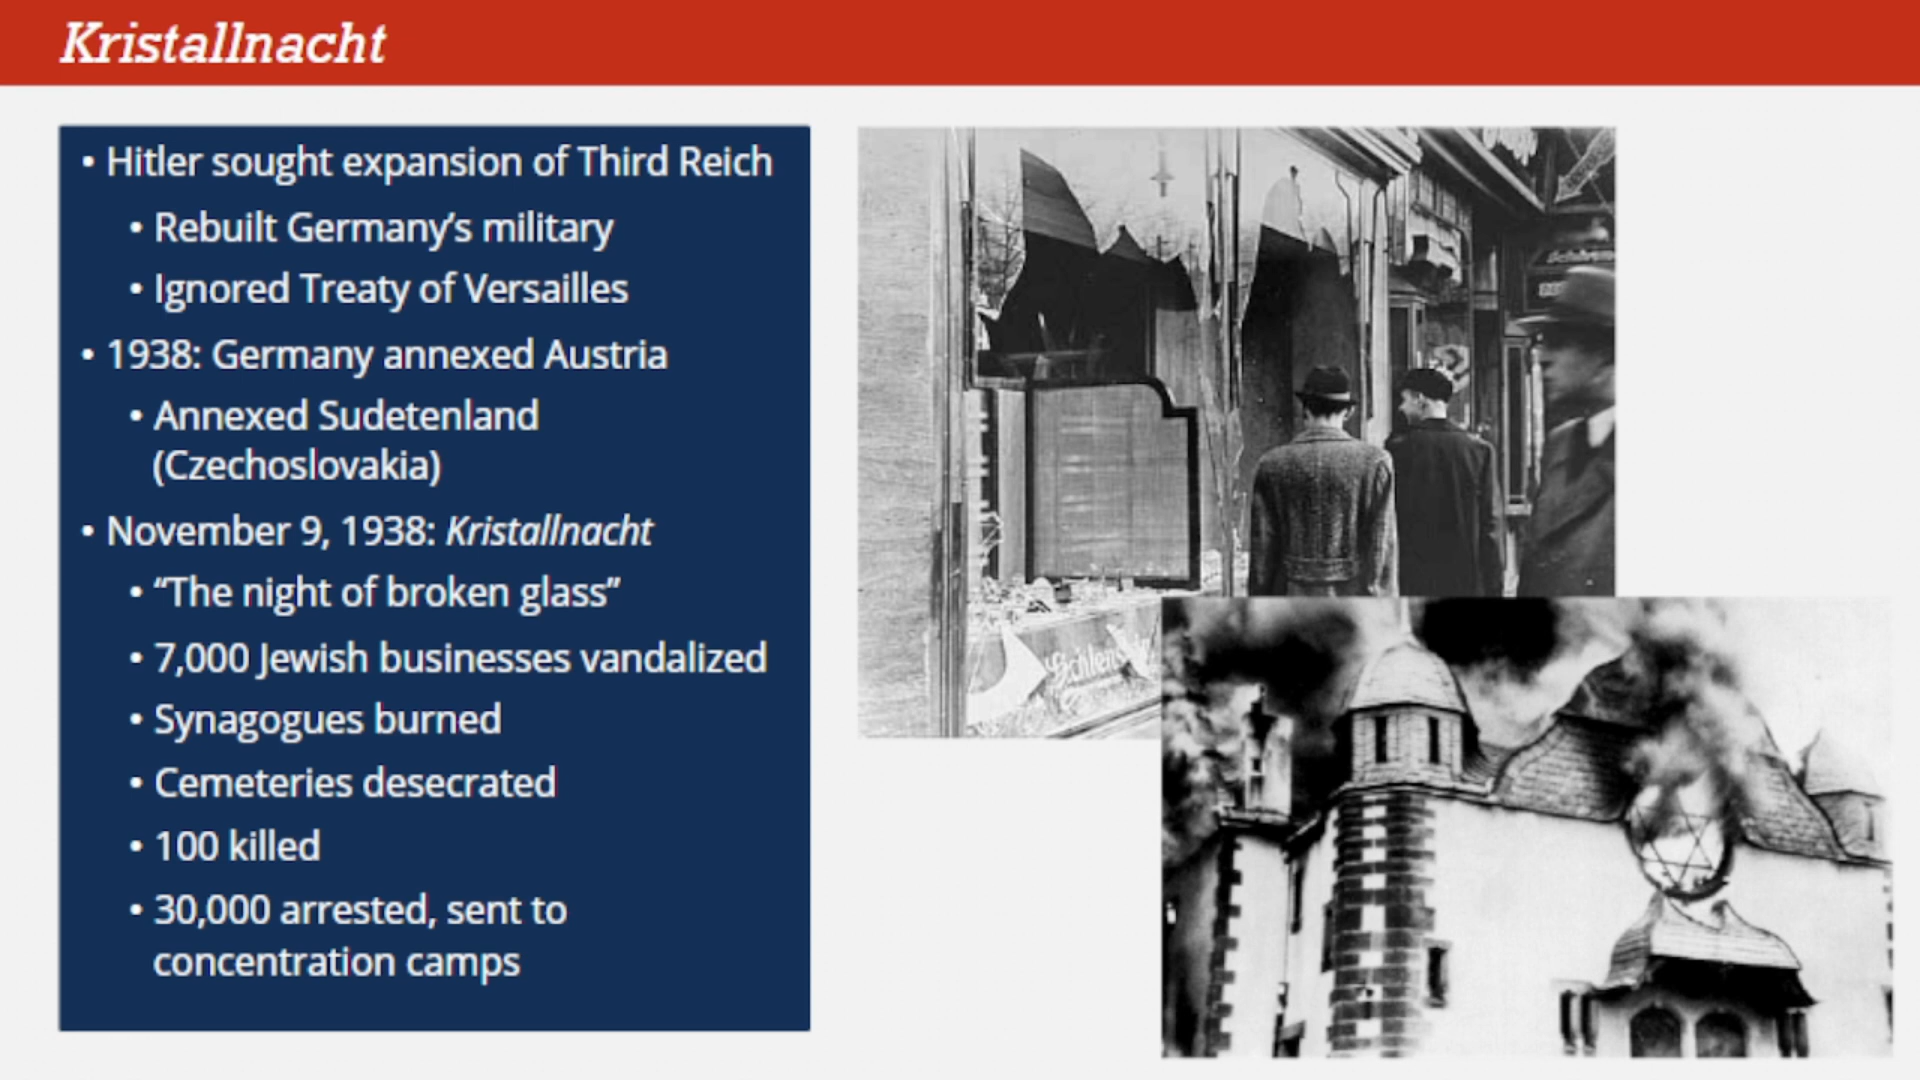 Kristallnacht
• Hitler sought expansion of Third Reich
• Rebuilt Germany’s military
• Ignored Treaty of Versailles
• 1938: Germany annexed Austria
• Annexed Sudetenland
(Czechoslovakia)
• November 9, 1938: Kristallnacht
• “The night of broken glass”
• 7,000 Jewish businesses vandalized
• Synagogues burned
• Cemeteries desecrated
• 100 killed
• 30,000 arrested, sent to
concentration camps